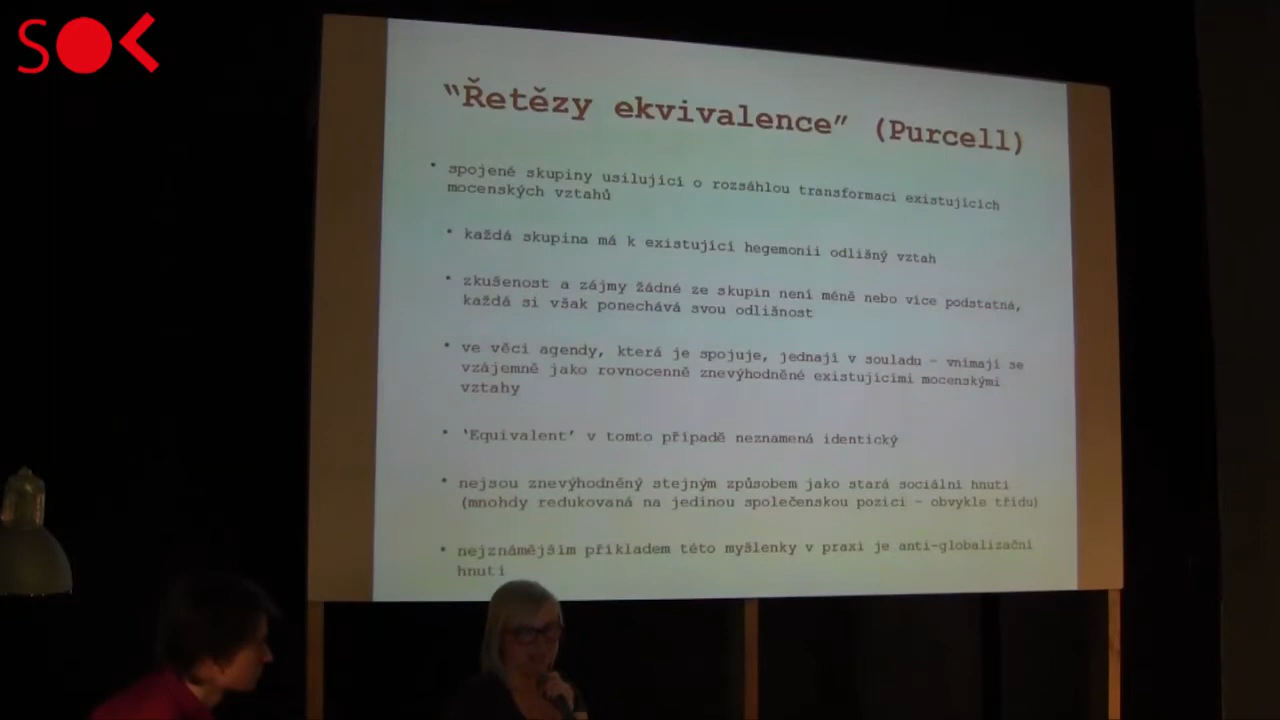 SOK
“Řetězy ekvivalence” (Purcell)
• spojené skupiny usilující o rozsáhlou transformaci existujících
mocenských vztahů
• každá skupina má k existující hegemonii odlišný vztah
• zkušenost a zájmy žádné ze skupin není méně nebo více podstatná,
každá si však ponechává svou odlišnost
• ve věci agendy, která je spojuje, jednají v souladu – vnímají se
vzájemně jako rovnocenně znevýhodněné existujícími mocenskými
vztahy
• ‘Equivalent’ v tomto případě neznamená identický
• nejsou znevýhodněný stejným způsobem jako stará sociální hnutí
(mnohdy redukovaná na jedinou společenskou pozici – obvykle třídu)
• nejznámějším příkladem této myšlenky v praxi je anti-globalizační
hnutí